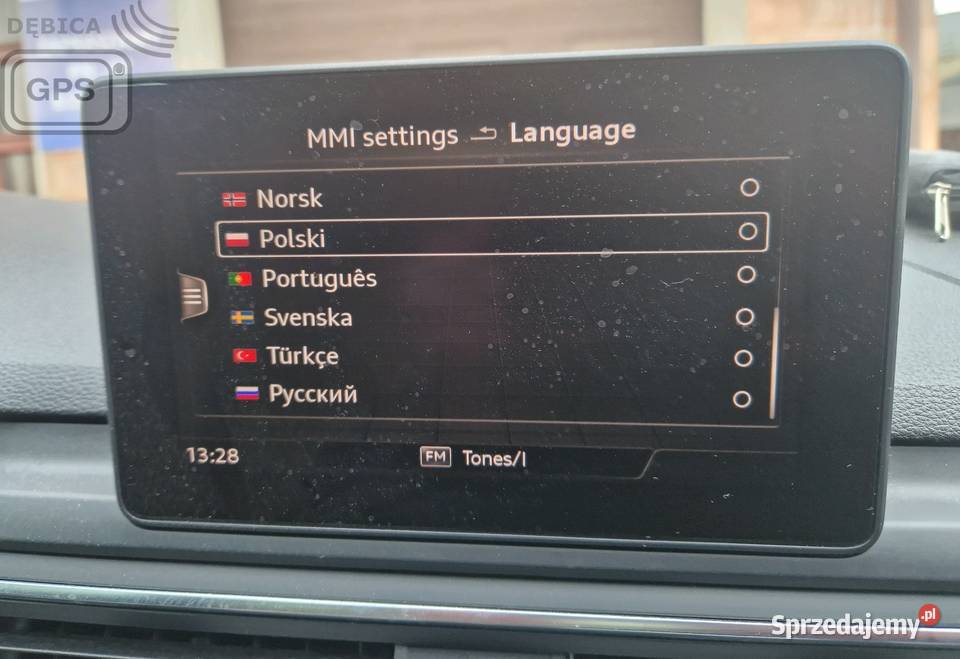 DĘBICA
GPS
MMI settings Language
Norsk
Polski
Português
Svenska
Türkçe
Русский
13:28 FM Tones/I
Sprzedajemy.pl